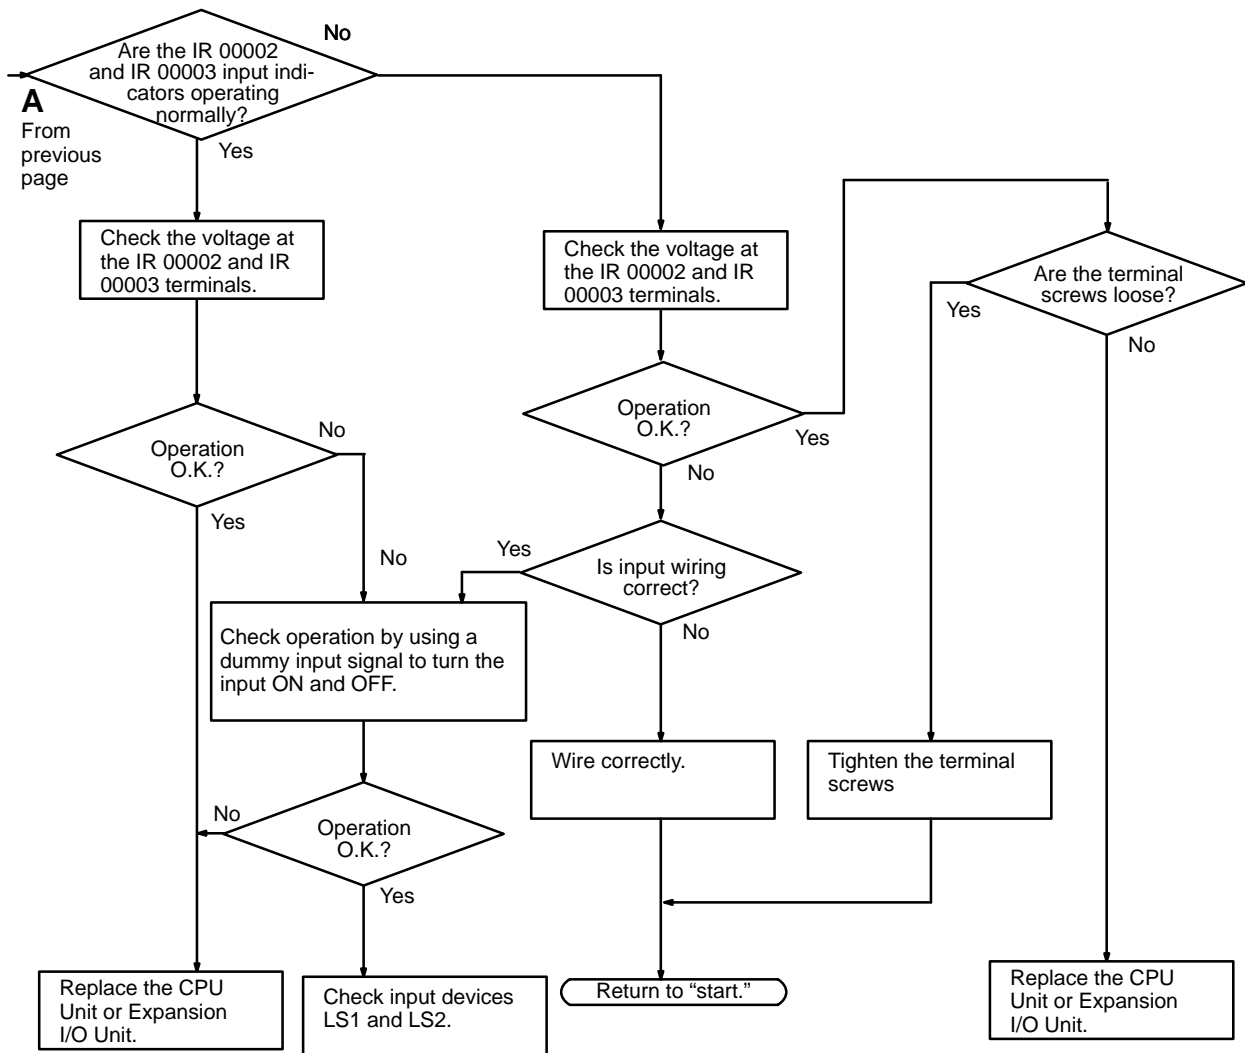 No
Are the IR 00002
and IR 00003 input indi-
cators operating
normally?
A
From
previous
page
Yes
Check the voltage at
the IR 00002 and IR
00003 terminals.
Check the voltage at
the IR 00002 and IR
00003 terminals.
Are the terminal
screws loose?
Yes
No
Operation
O.K.?
No
Yes
Operation
O.K.?
Yes
No
No
Yes
Is input wiring
correct?
No
Check operation by using a
dummy input signal to turn the
input ON and OFF.
Wire correctly.
Tighten the terminal
screws
No
Operation
O.K.?
Yes
Replace the CPU
Unit or Expansion
I/O Unit.
Check input devices
LS1 and LS2.
Return to “start.”
Replace the CPU
Unit or Expansion
I/O Unit.